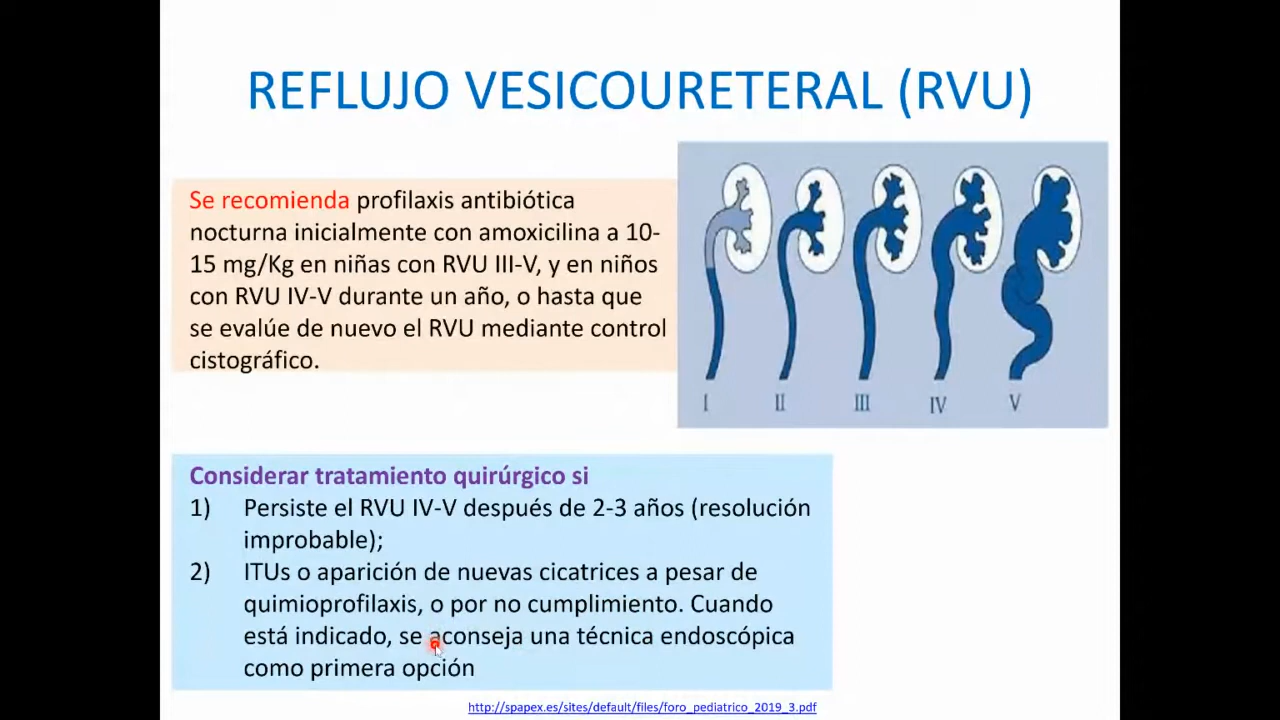 REFLUJO VESICOURETERAL (RVU)
Se recomienda profilaxis antibiótica
nocturna inicialmente con amoxicilina a 10-
15 mg/Kg en niñas con RVU III-V, y en niños
con RVU IV-V durante un año, o hasta que
se evalúe de nuevo el RVU mediante control
cistográfico.
I II III IV V
Considerar tratamiento quirúrgico si
1) Persiste el RVU IV-V después de 2-3 años (resolución
improbable);
2) ITUs o aparición de nuevas cicatrices a pesar de
quimioprofilaxis, o por no cumplimiento. Cuando
está indicado, se aconseja una técnica endoscópica
como primera opción
http://spapex.es/sites/default/files/foro_pediatrico_2019_3.pdf